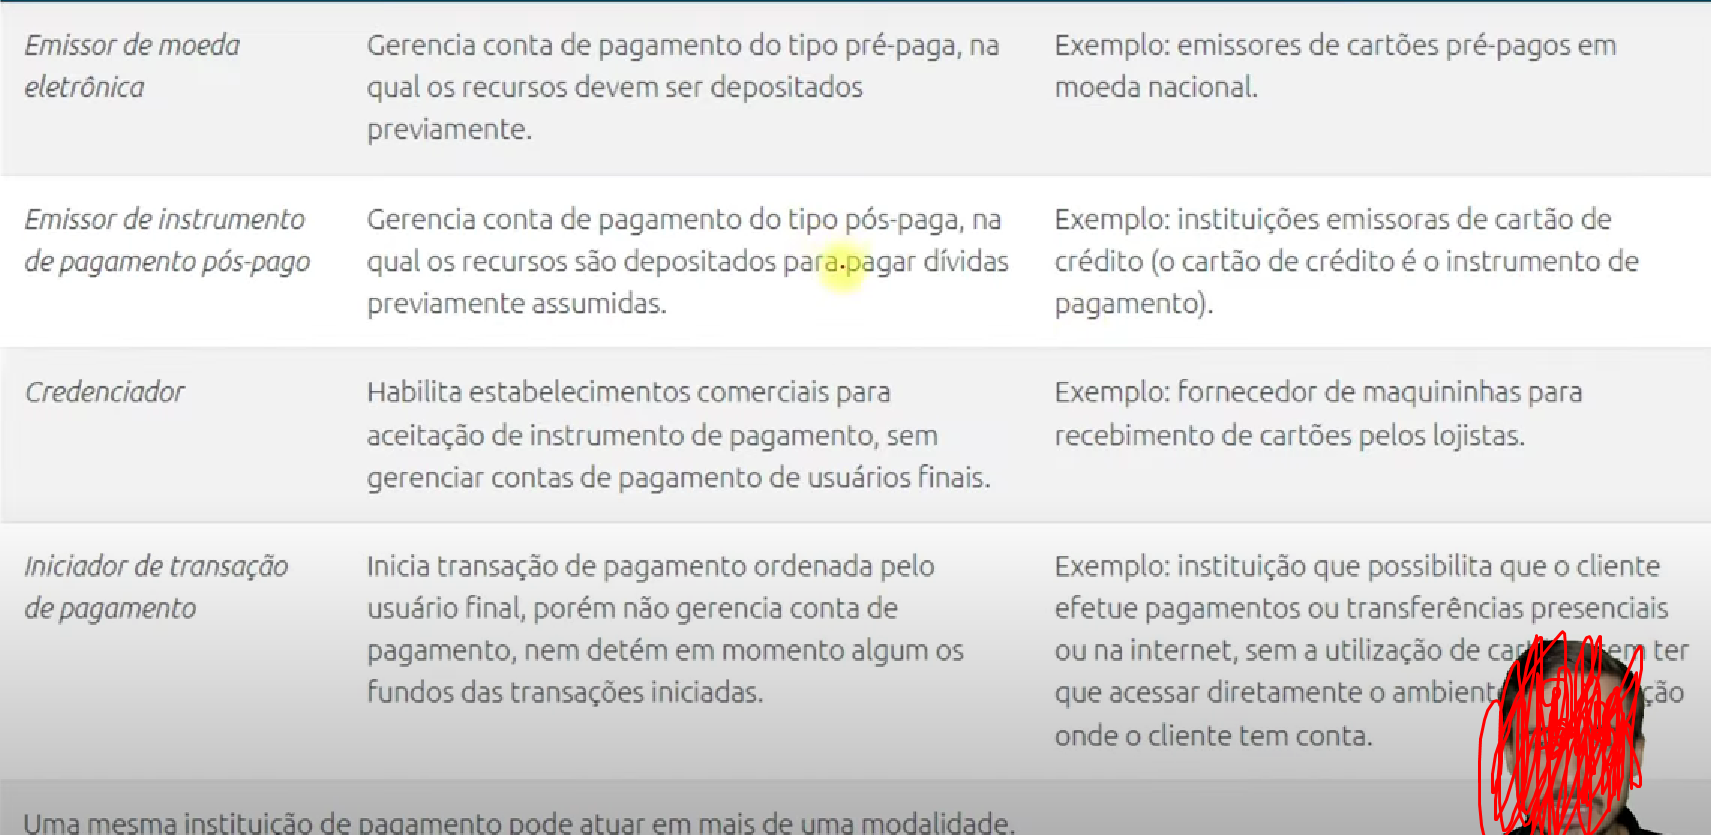 Emissor de moeda
eletrônica
Gerencia conta de pagamento do tipo pré-paga, na
qual os recursos devem ser depositados
previamente.
Exemplo: emissores de cartões pré-pagos em
moeda nacional.
Emissor de instrumento
de pagamento pós-pago
Gerencia conta de pagamento do tipo pós-paga, na
qual os recursos são depositados para pagar dívidas
previamente assumidas.
Exemplo: instituições emissoras de cartão de
crédito (o cartão de crédito é o instrumento de
pagamento).
Credenciador
Habilita estabelecimentos comerciais para
aceitação de instrumento de pagamento, sem
gerenciar contas de pagamento de usuários finais.
Exemplo: fornecedor de maquininhas para
recebimento de cartões pelos lojistas.
Iniciador de transação
de pagamento
Inicia transação de pagamento ordenada pelo
usuário final, porém não gerencia conta de
pagamento, nem detém em momento algum os
fundos das transações iniciadas.
Exemplo: instituição que possibilita que o cliente
efetue pagamentos ou transferências presenciais
ou na internet, sem a utilização de ter
que acessar diretamente o
onde o cliente tem conta.
Uma mesma instituição de pagamento pode atuar em mais de uma modalidade.